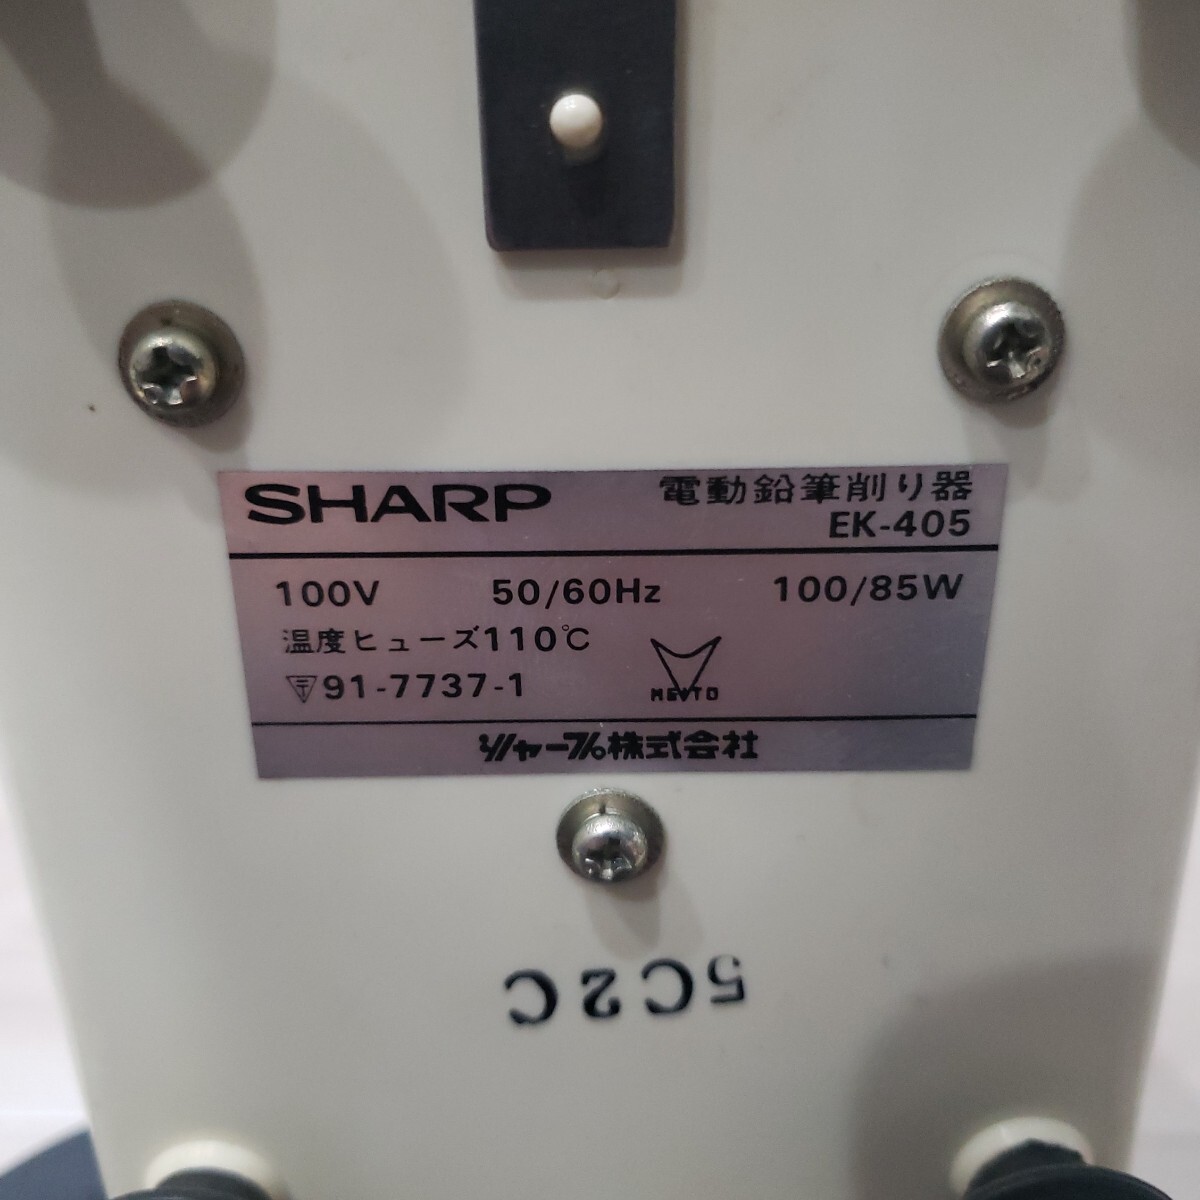 SHARP 電動鉛筆削り器
EK-405
100V 50/60Hz 100/85W
温度ヒューズ110℃
〒91-7737-1 MEITO
シャープ株式会社
5C2C